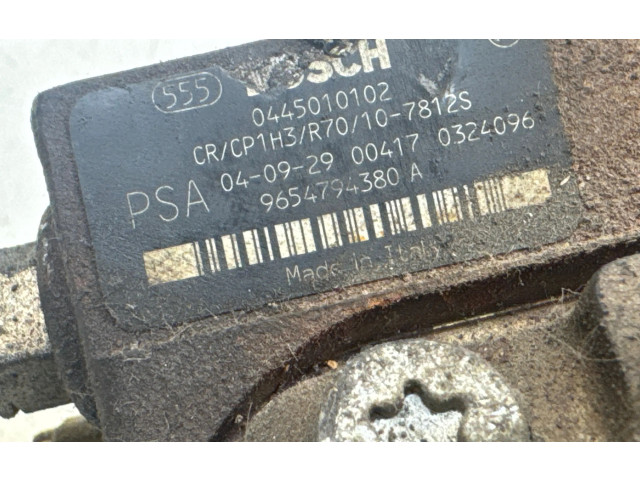 555 BOSCH
0445010102
CR/CP1H3/R70/10-7812S
PSA 04-09-29 00417 0324096
9654794380 A
Made in Italy